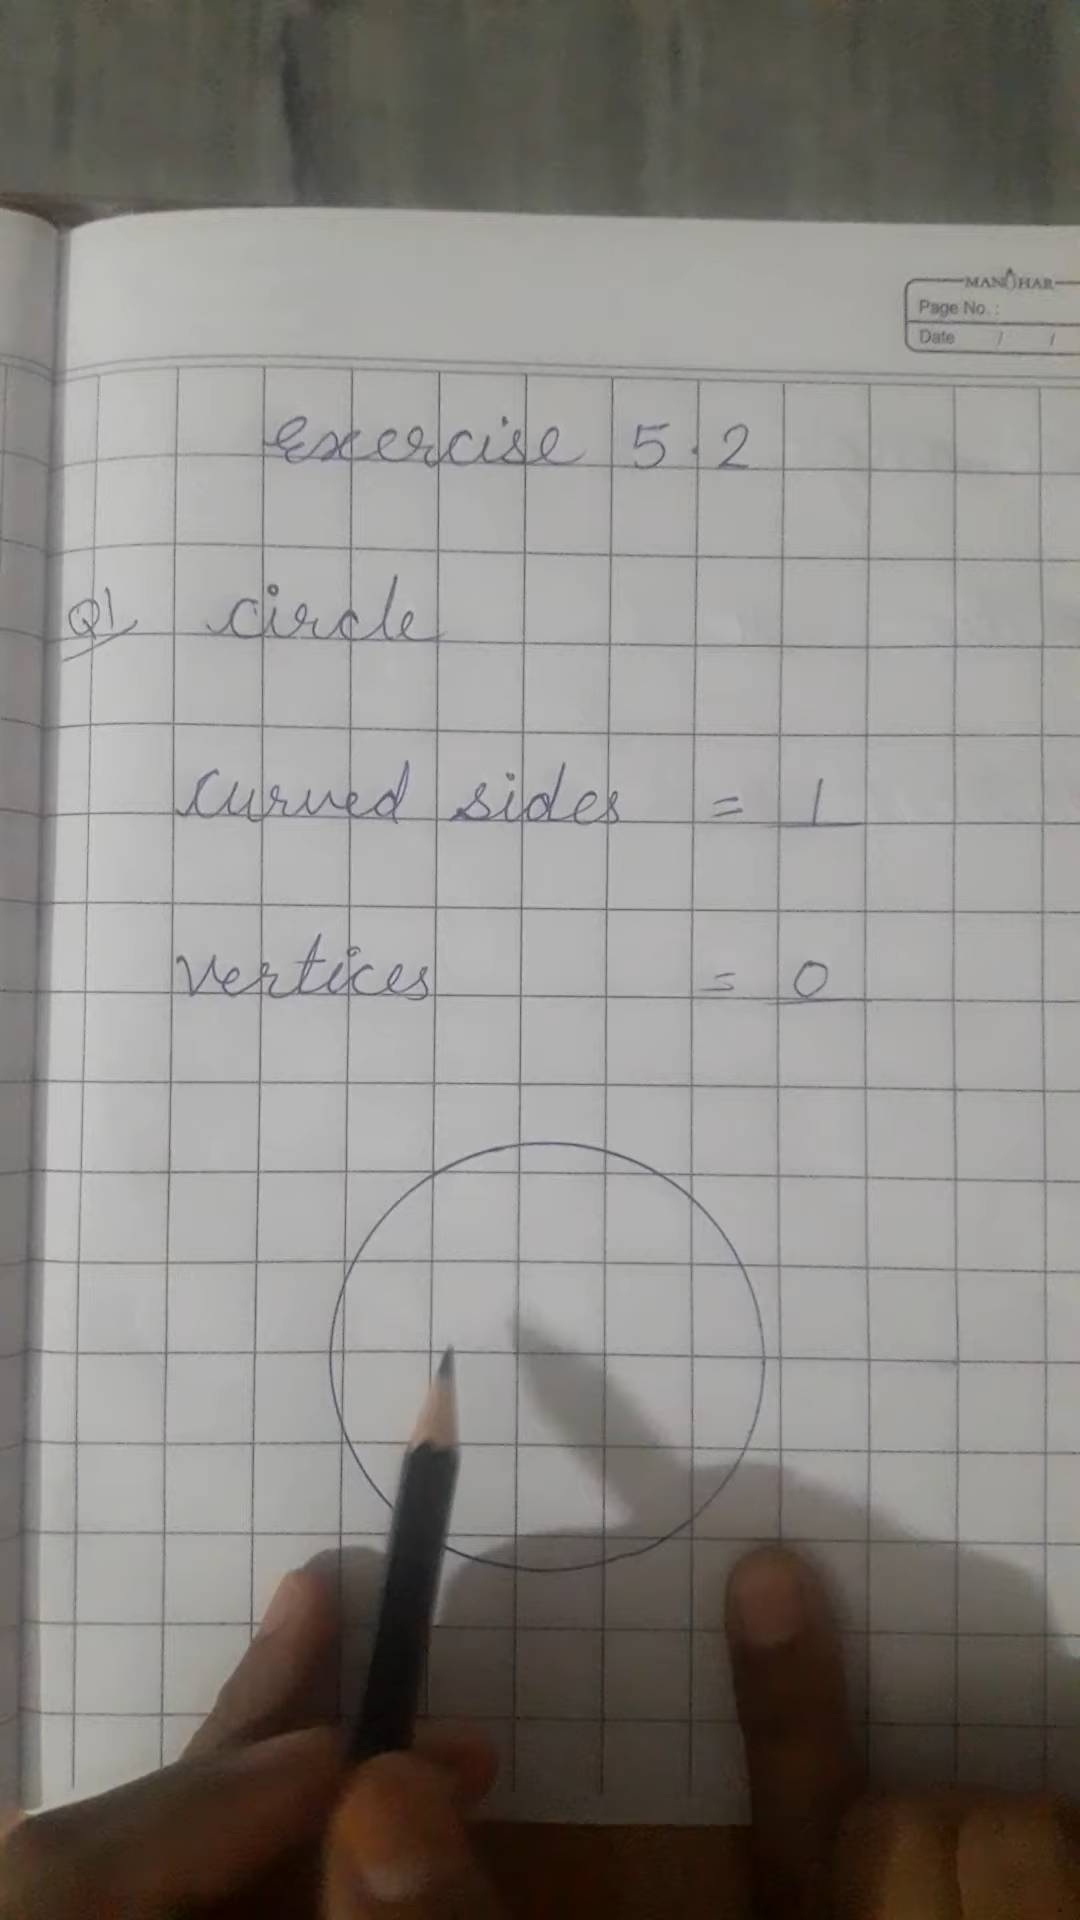 MANOHAR
Page No. :
Date / /
Exercise 5.2
Q1 circle
curved sides = 1
vertices = 0